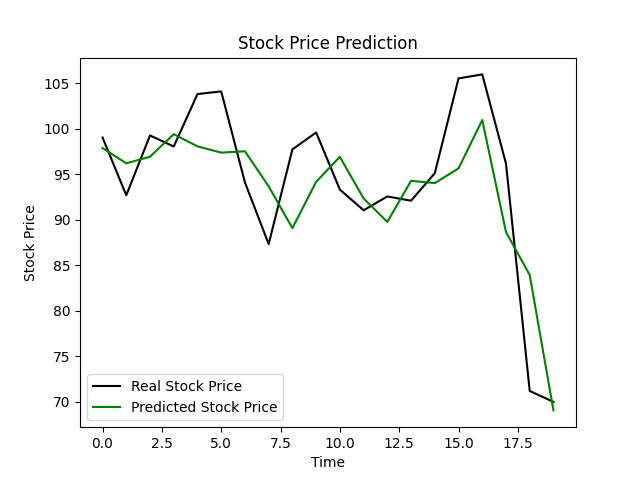 Stock Price Prediction
Stock Price
105
100
95
90
85
80
75
70
Real Stock Price
Predicted Stock Price
0.0 2.5 5.0 7.5 10.0 12.5 15.0 17.5
Time